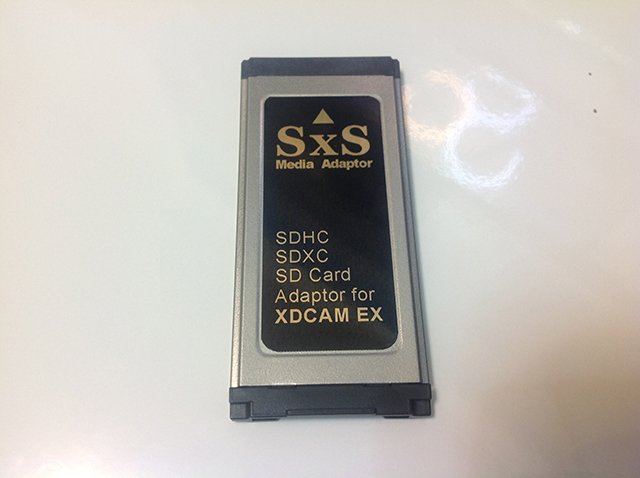 SxS
Media Adaptor
SDHC
SDXC
SD Card
Adaptor for
XDCAM EX